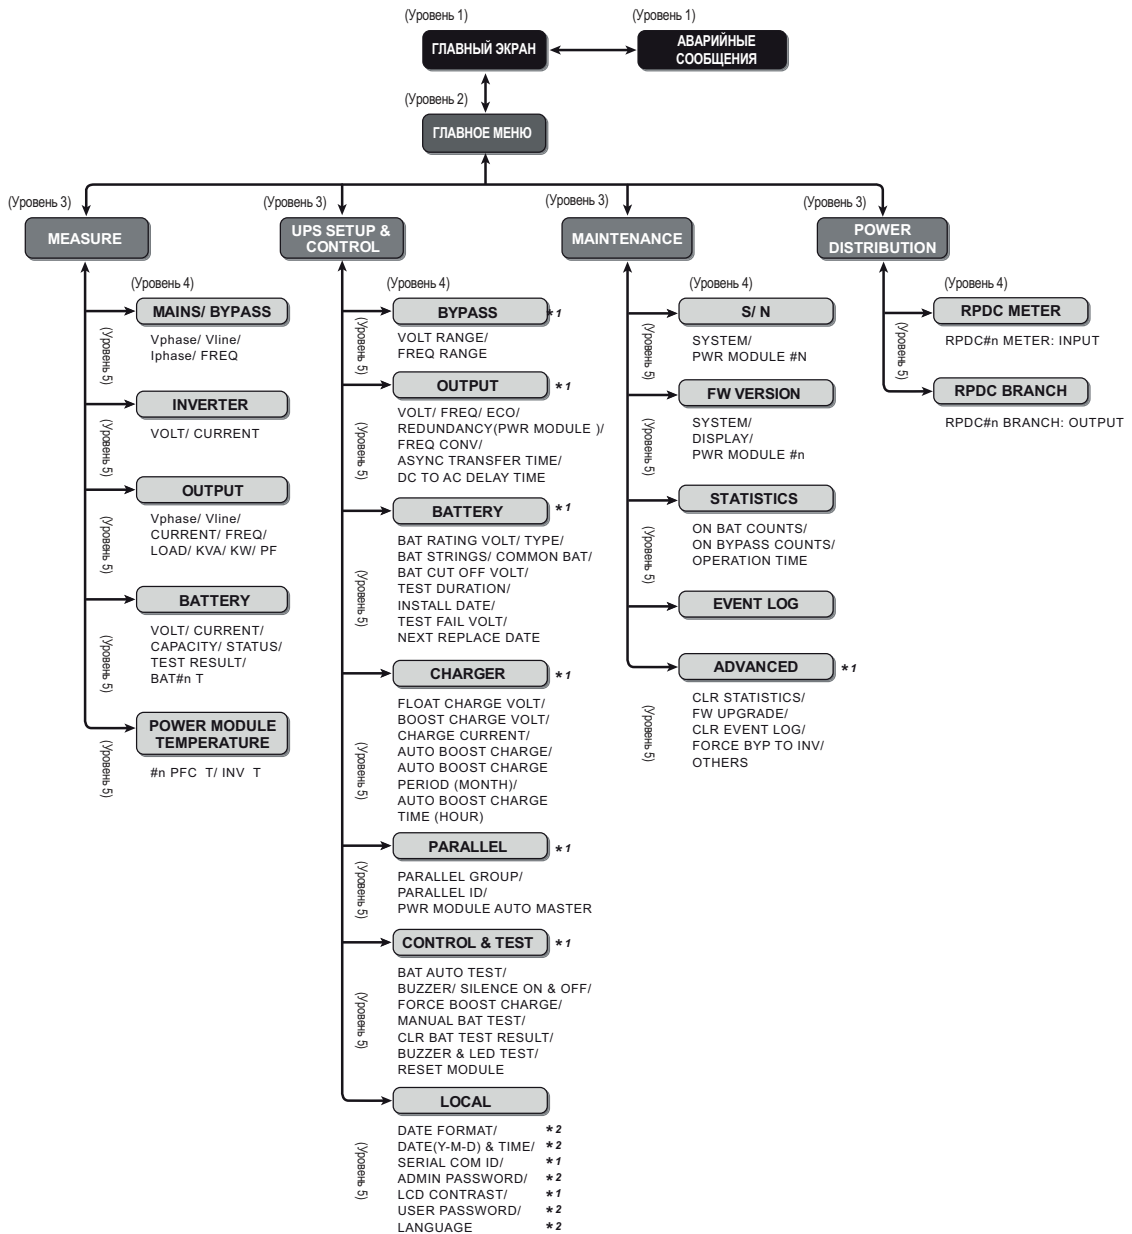 (Уровень 1)
ГЛАВНЫЙ ЭКРАН
(Уровень 1)
АВАРИЙНЫЕ
СООБЩЕНИЯ
(Уровень 2)
ГЛАВНОЕ МЕНЮ
(Уровень 3)
MEASURE
(Уровень 4)
MAINS/ BYPASS
Vphase/ Vline/
Iphase/ FREQ
(Уровень 5)
INVERTER
VOLT/ CURRENT
(Уровень 5)
OUTPUT
Vphase/ Vline/
CURRENT/ FREQ/
LOAD/ KVA/ KW/ PF
(Уровень 5)
BATTERY
VOLT/ CURRENT/
CAPACITY/ STATUS/
TEST RESULT/
BAT#n T
(Уровень 5)
POWER MODULE
TEMPERATURE
#n PFC T/ INV T
(Уровень 5)
(Уровень 3)
UPS SETUP &
CONTROL
(Уровень 4)
BYPASS *1
VOLT RANGE/
FREQ RANGE
(Уровень 5)
OUTPUT *1
VOLT/ FREQ/ ECO/
REDUNDANCY(PWR MODULE )/
FREQ CONV/
ASYNC TRANSFER TIME/
DC TO AC DELAY TIME
(Уровень 5)
BATTERY *1
BAT RATING VOLT/ TYPE/
BAT STRINGS/ COMMON BAT/
BAT CUT OFF VOLT/
TEST DURATION/
INSTALL DATE/
TEST FAIL VOLT/
NEXT REPLACE DATE
(Уровень 5)
CHARGER *1
FLOAT CHARGE VOLT/
BOOST CHARGE VOLT/
CHARGE CURRENT/
AUTO BOOST CHARGE/
AUTO BOOST CHARGE
PERIOD (MONTH)/
AUTO BOOST CHARGE
TIME (HOUR)
(Уровень 5)
PARALLEL *1
PARALLEL GROUP/
PARALLEL ID/
PWR MODULE AUTO MASTER
(Уровень 5)
CONTROL & TEST *1
BAT AUTO TEST/
BUZZER/ SILENCE ON & OFF/
FORCE BOOST CHARGE/
MANUAL BAT TEST/
CLR BAT TEST RESULT/
BUZZER & LED TEST/
RESET MODULE
(Уровень 5)
LOCAL
DATE FORMAT/ *2
DATE(Y-M-D) & TIME/ *2
SERIAL COM ID/ *1
ADMIN PASSWORD/ *2
LCD CONTRAST/ *1
USER PASSWORD/ *2
LANGUAGE *2
(Уровень 5)
(Уровень 3)
MAINTENANCE
(Уровень 4)
S/ N
SYSTEM/
PWR MODULE #N
(Уровень 5)
FW VERSION
SYSTEM/
DISPLAY/
PWR MODULE #n
(Уровень 5)
STATISTICS
ON BAT COUNTS/
ON BYPASS COUNTS/
OPERATION TIME
(Уровень 5)
EVENT LOG
ADVANCED *1
CLR STATISTICS/
FW UPGRADE/
CLR EVENT LOG/
FORCE BYP TO INV/
OTHERS
(Уровень 5)
(Уровень 3)
POWER
DISTRIBUTION
(Уровень 4)
RPDC METER
RPDC#n METER: INPUT
(Уровень 5)
RPDC BRANCH
RPDC#n BRANCH: OUTPUT